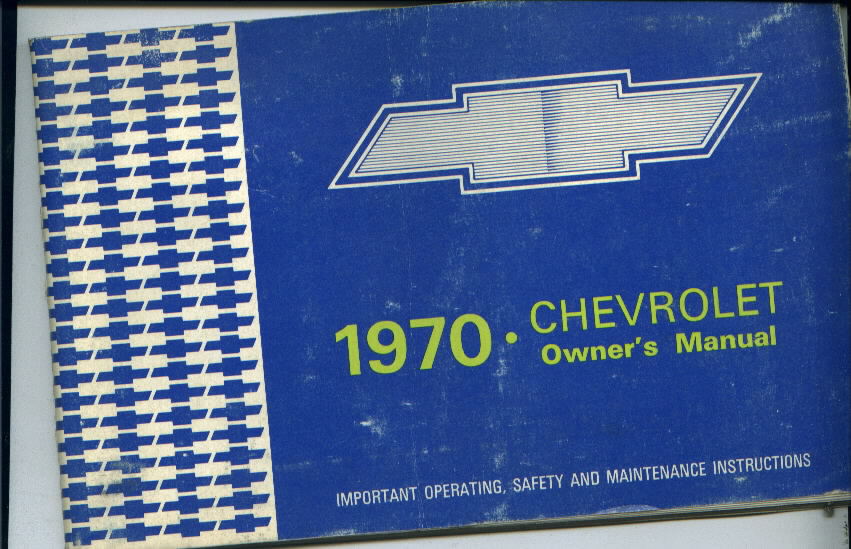 1970 · CHEVROLET
Owner's Manual
IMPORTANT OPERATING, SAFETY AND MAINTENANCE INSTRUCTIONS